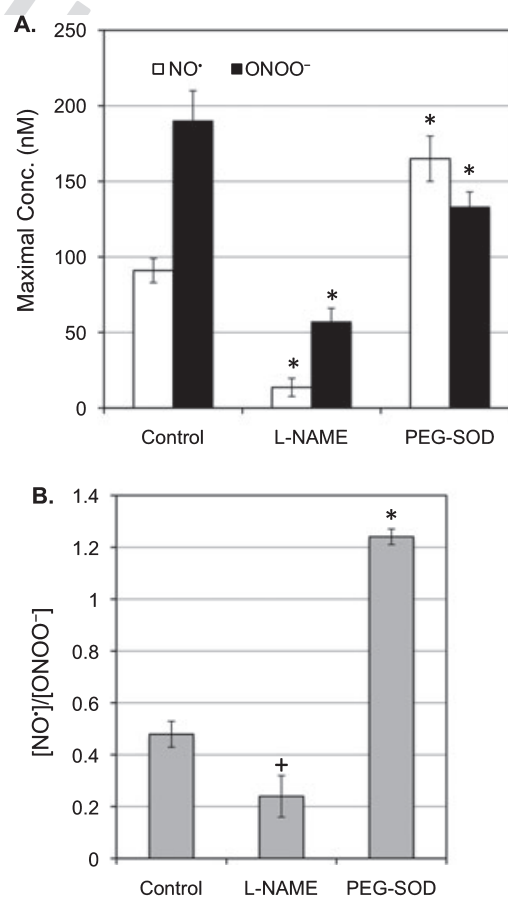 A.
250
200
150
100
50
0
Maximal Conc. (nM)
NO• ONOO⁻
* * * *
Control L-NAME PEG-SOD
B.
1.4
1.2
1
0.8
0.6
0.4
0.2
0
[NO•]/[ONOO⁻]
+ *
Control L-NAME PEG-SOD